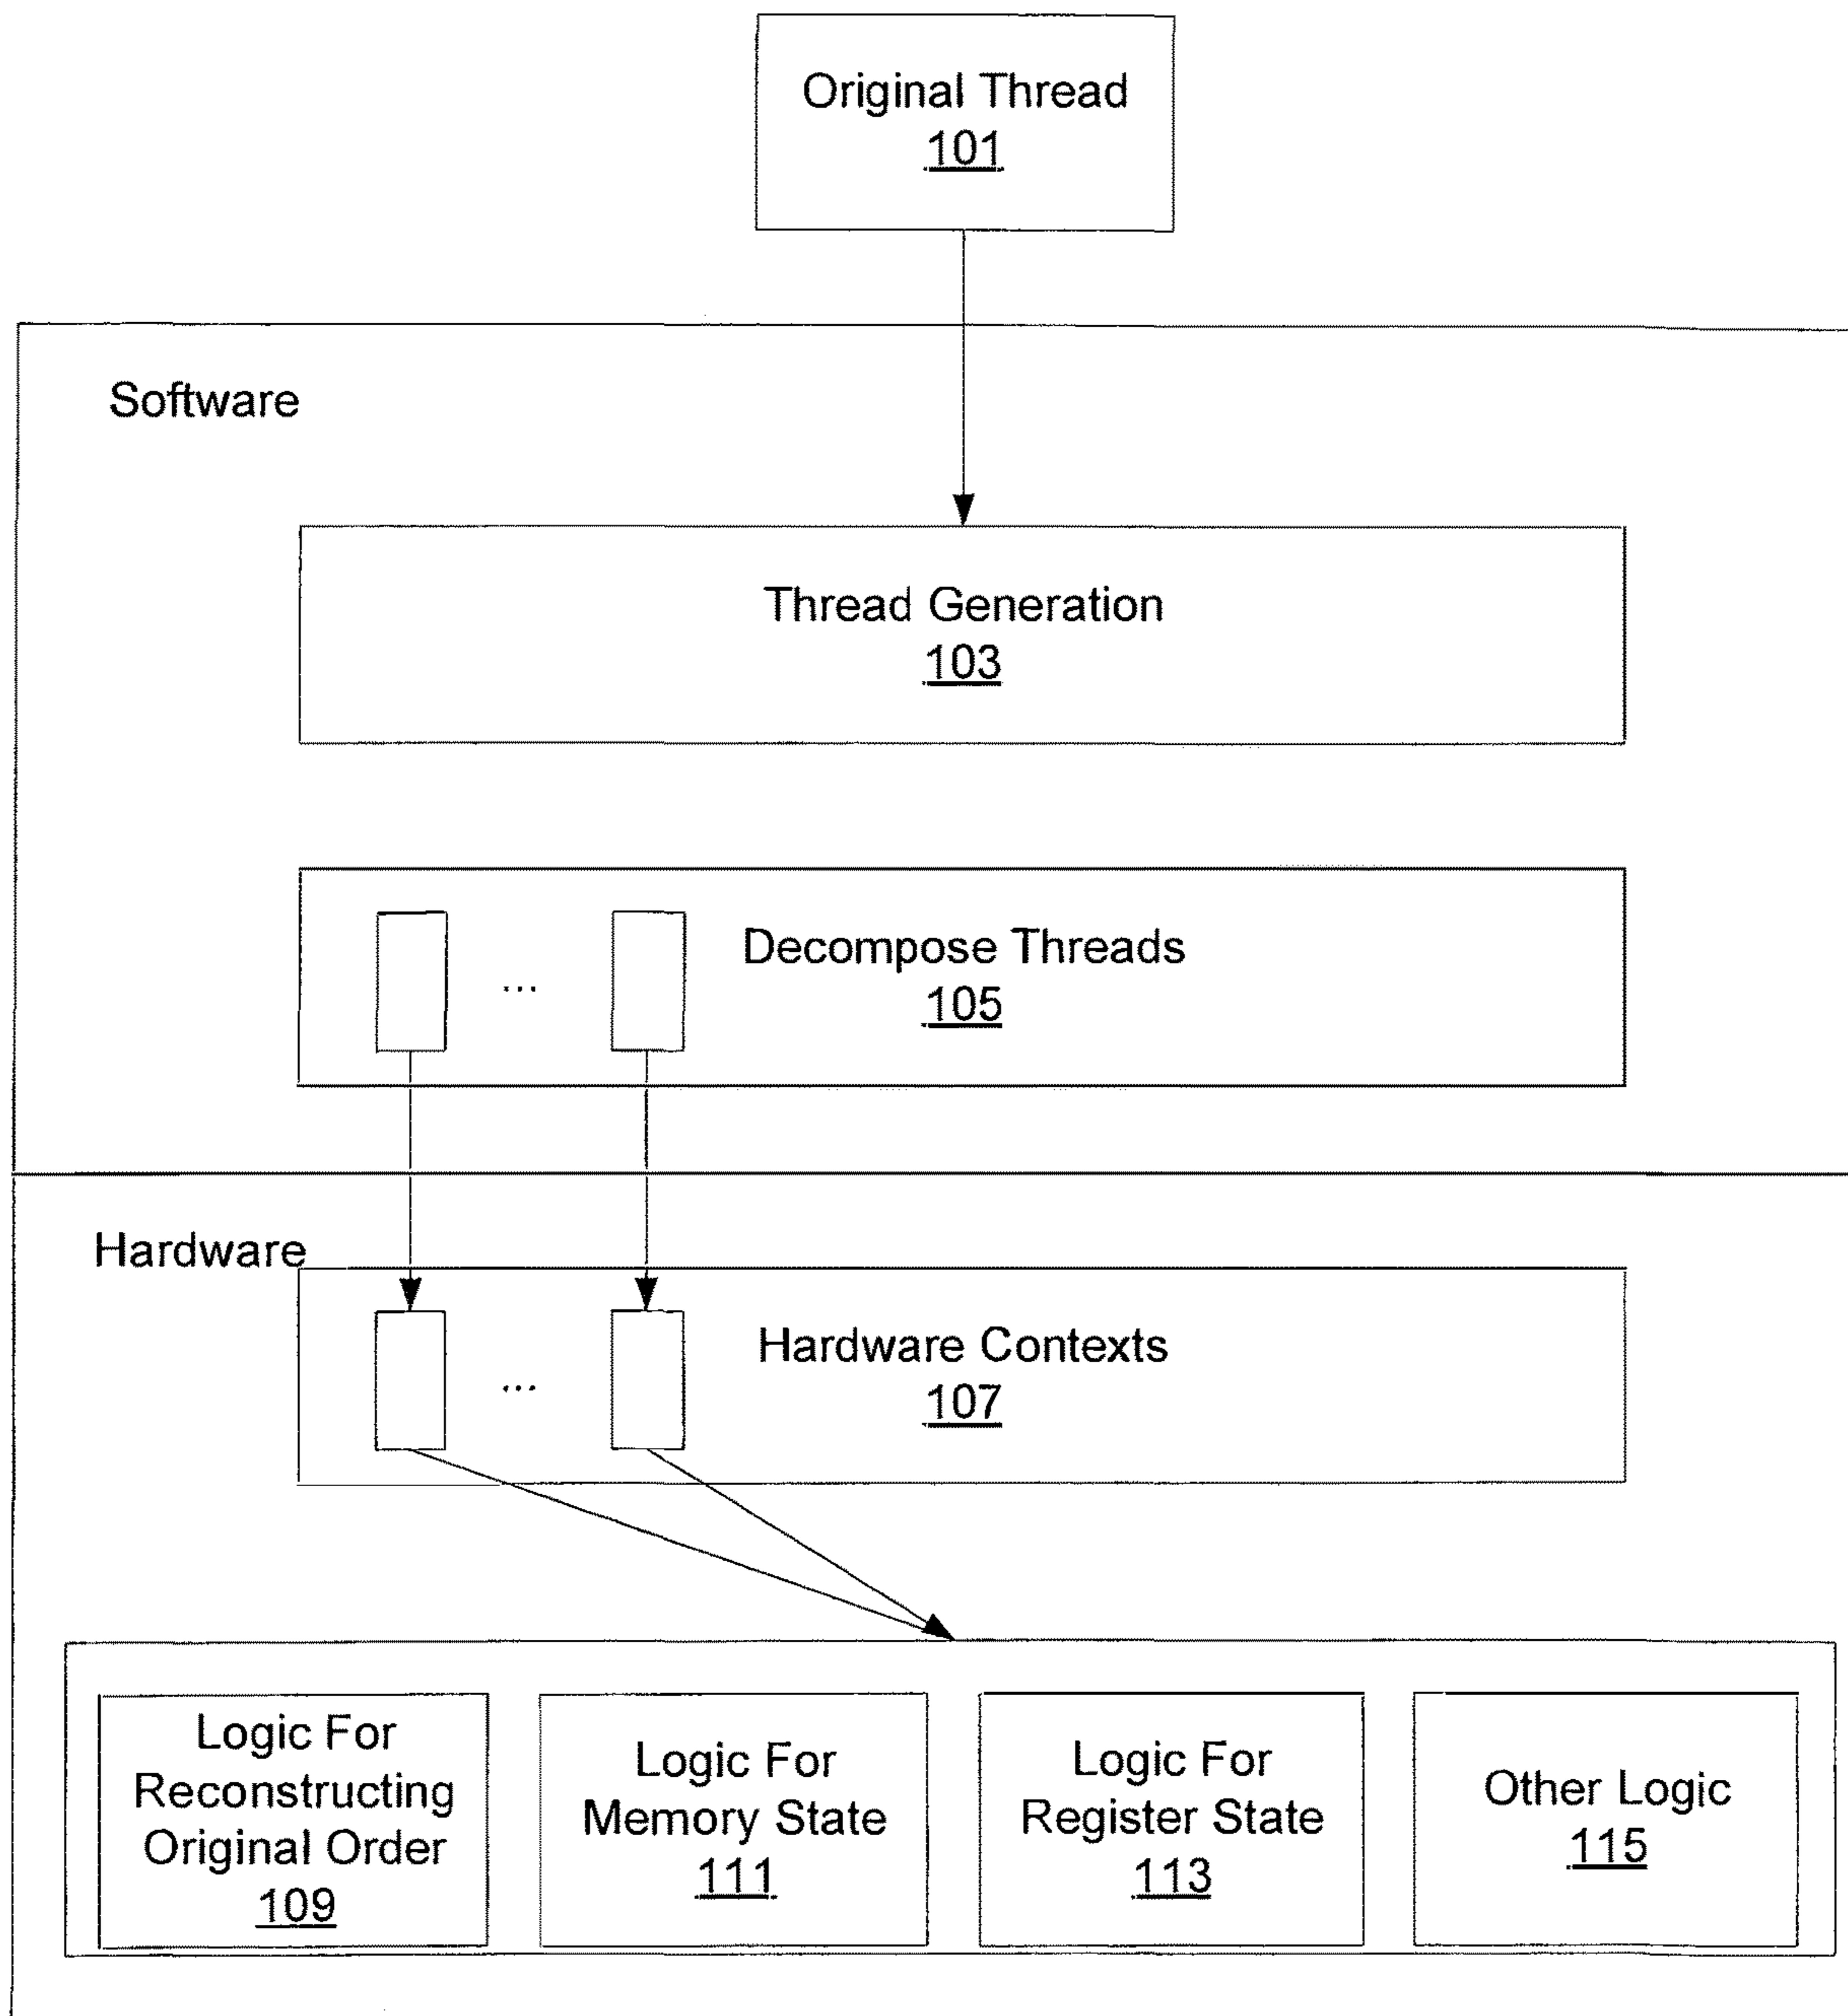 Original Thread
101
Software
Thread Generation
103
...
Decompose Threads
105
Hardware
...
Hardware Contexts
107
Logic For
Reconstructing
Original Order
109
Logic For
Memory State
111
Logic For
Register State
113
Other Logic
115